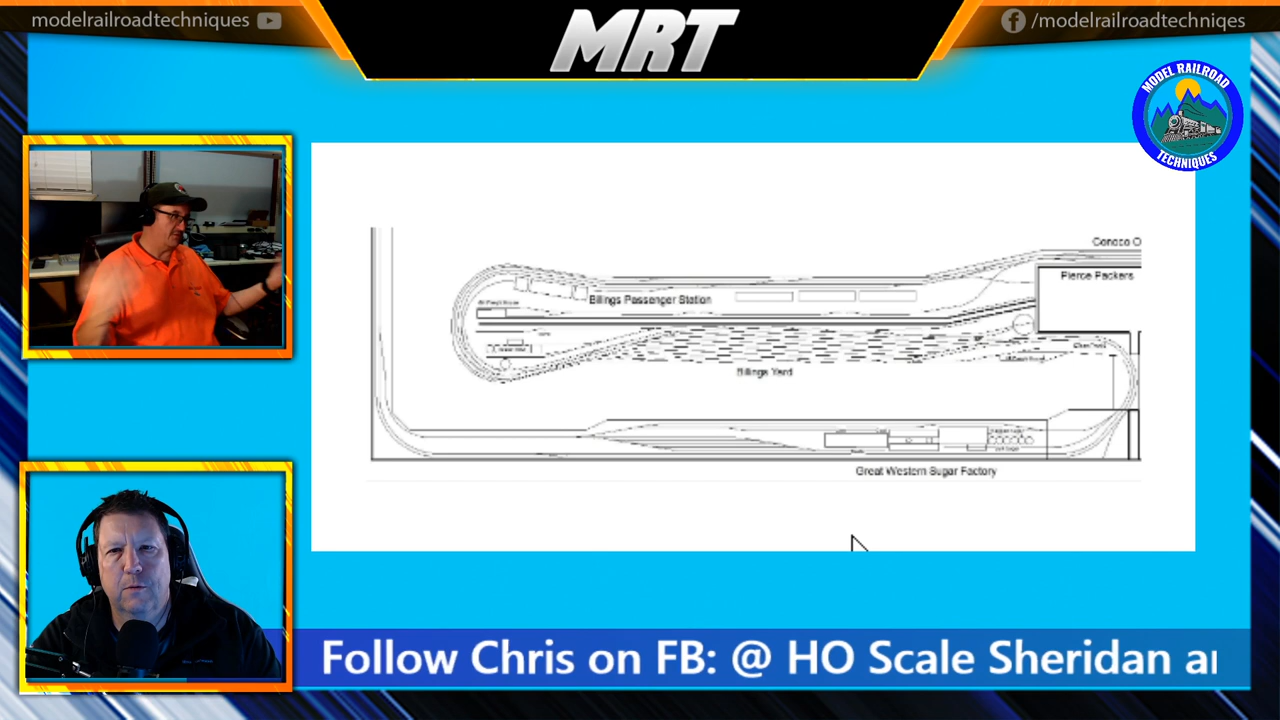 modelrailroadtechniques
MRT
/modelrailroadtechniqes
MODEL RAILROAD
TECHNIQUES
Conoco O
Pierce Packers
Billings Passenger Station
Billings Yard
Great Western Sugar Factory
Follow Chris on FB: @ HO Scale Sheridan ar